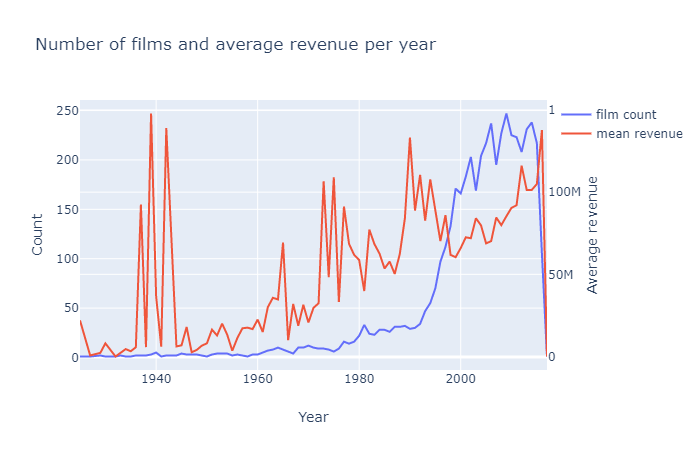 Number of films and average revenue per year
film count
mean revenue
250
200
150
100
50
0
Count
1
100M
50M
0
Average revenue
1940
1960
1980
2000
Year